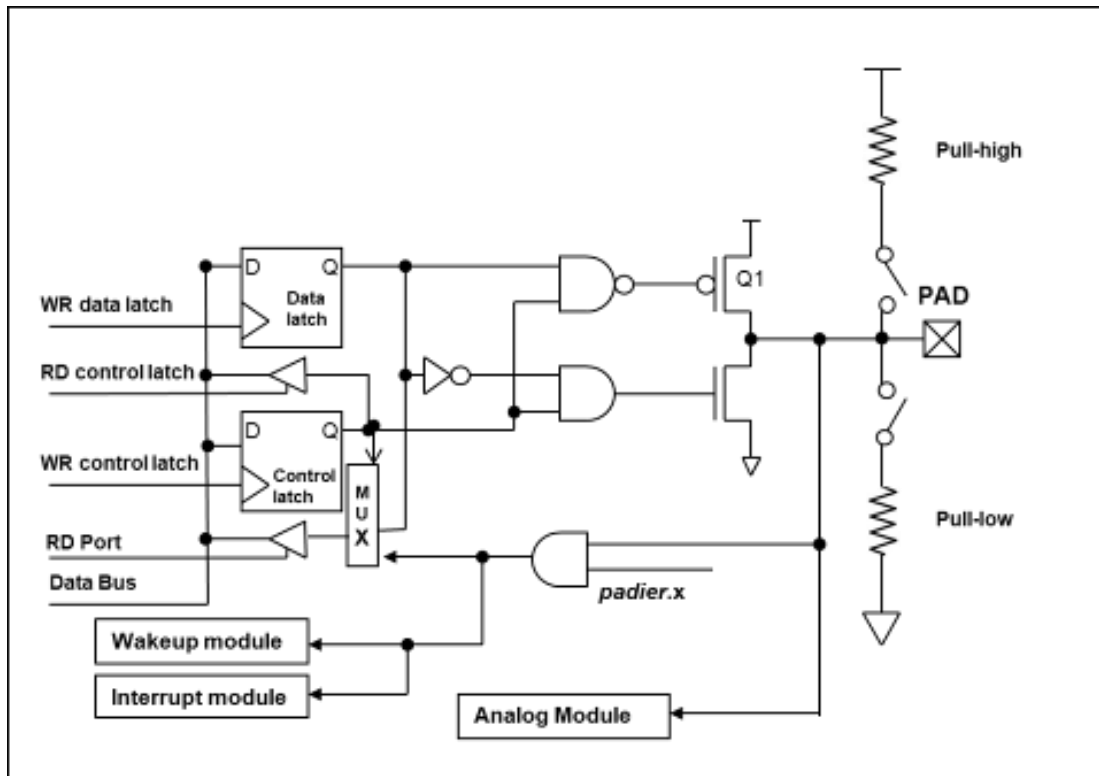 Pull-high
D
Q
Q1
PAD
WR data latch
Data
latch
RD control latch
D
Q
WR control latch
Control
latch
M
U
X
RD Port
Data Bus
padier.x
Pull-low
Wakeup module
Interrupt module
Analog Module